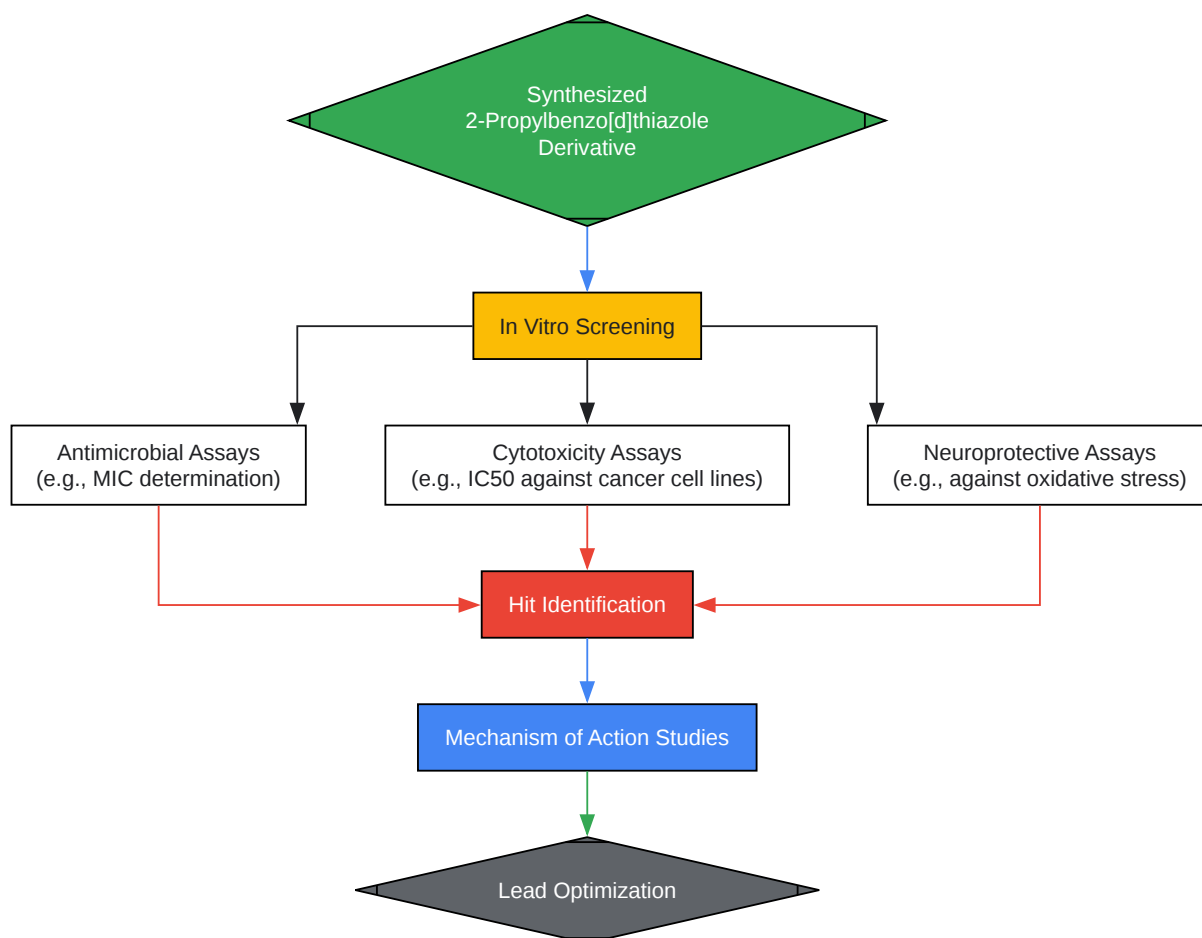 Synthesized
2-Propylbenzo[d]thiazole
Derivative
In Vitro Screening
Antimicrobial Assays
(e.g., MIC determination)
Cytotoxicity Assays
(e.g., IC50 against cancer cell lines)
Neuroprotective Assays
(e.g., against oxidative stress)
Hit Identification
Mechanism of Action Studies
Lead Optimization